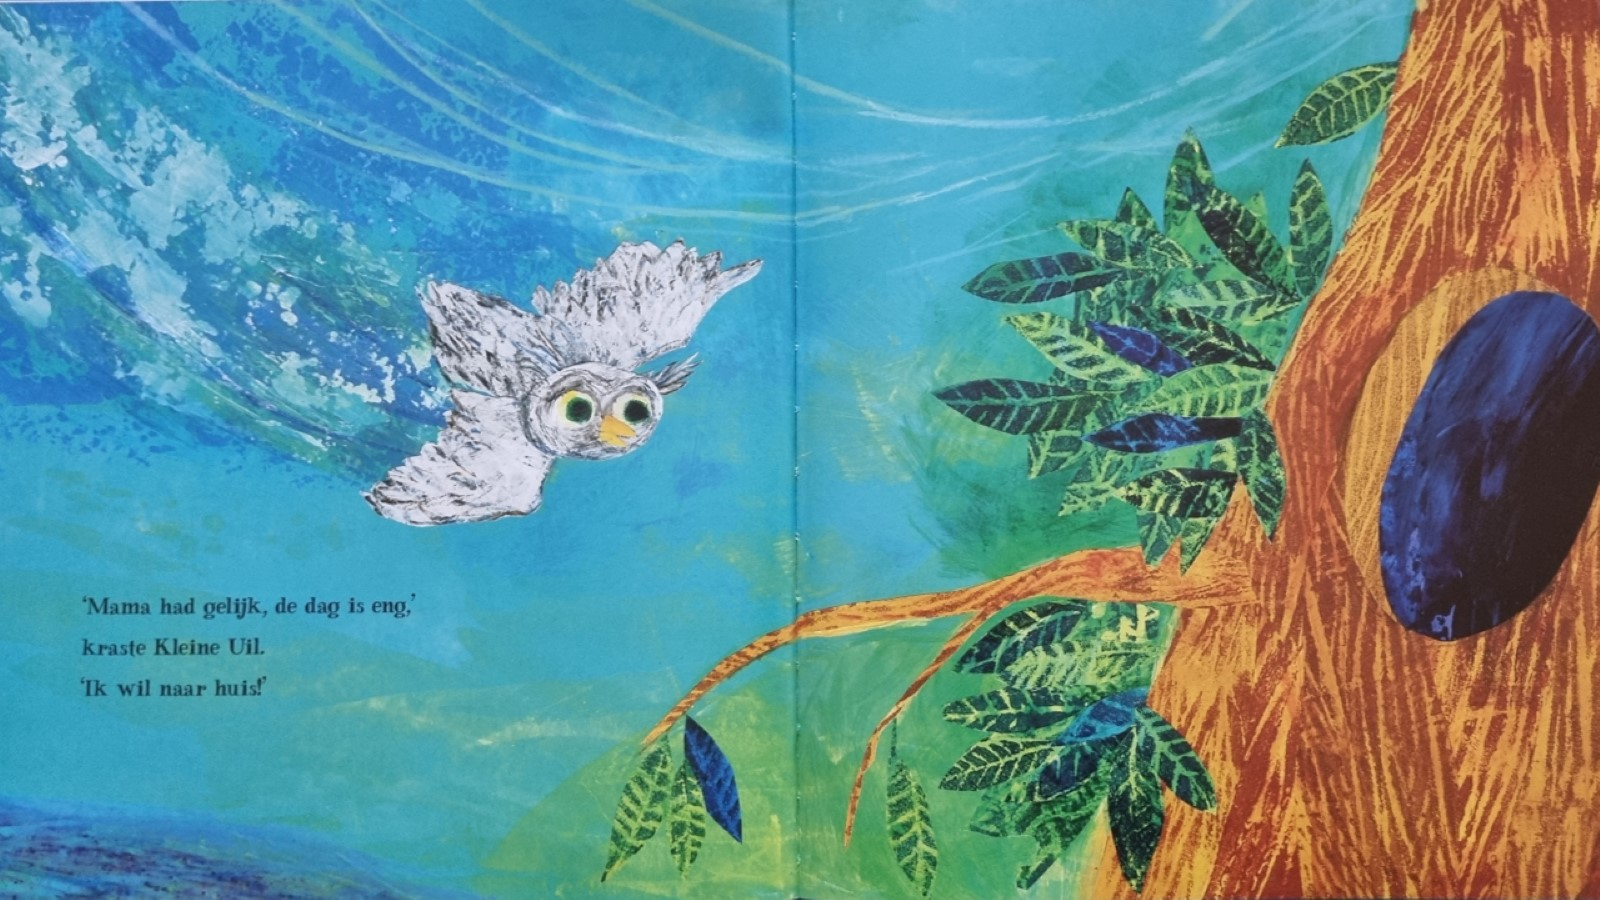 ‘Mama had gelijk, de dag is eng,’
kraste Kleine Uil.
‘Ik wil naar huis!’